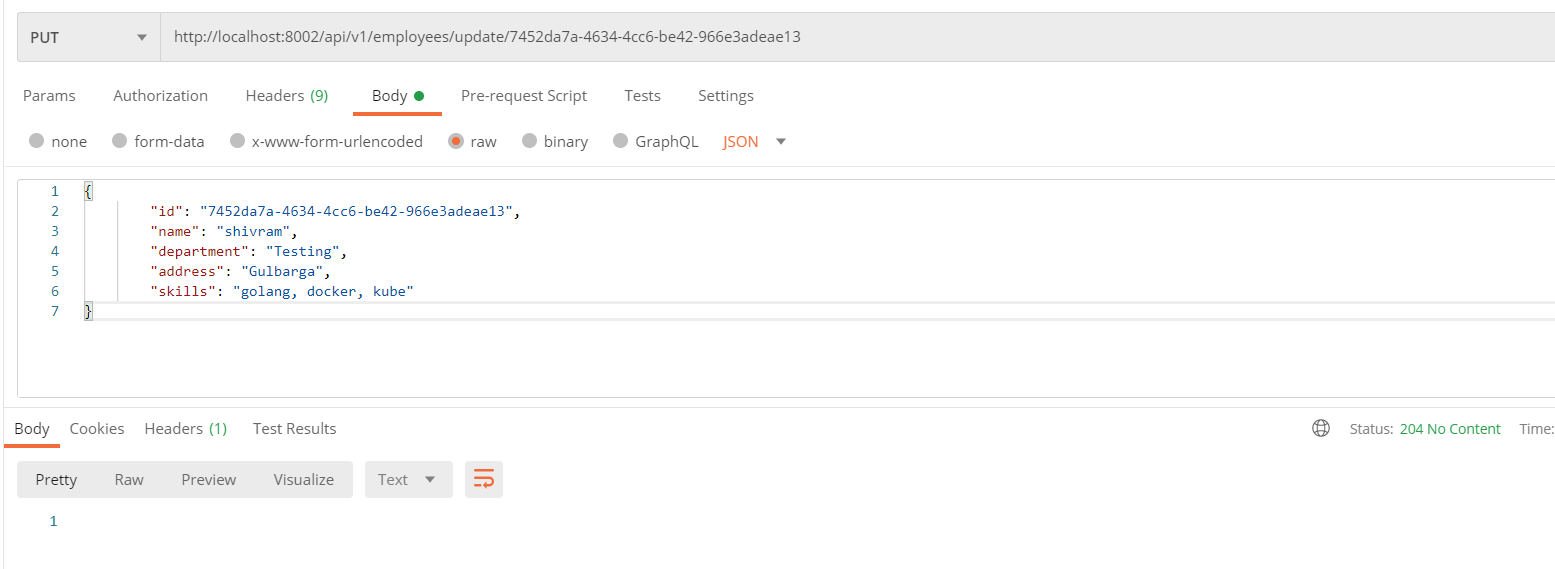 PUT http://localhost:8002/api/v1/employees/update/7452da7a-4634-4cc6-be42-966e3adeae13
Params Authorization Headers (9) Body Pre-request Script Tests Settings
none form-data x-www-form-urlencoded raw binary GraphQL JSON
1 {
2 "id": "7452da7a-4634-4cc6-be42-966e3adeae13",
3 "name": "shivram",
4 "department": "Testing",
5 "address": "Gulbarga",
6 "skills": "golang, docker, kube"
7 }
Body Cookies Headers (1) Test Results Status: 204 No Content Time:
Pretty Raw Preview Visualize Text
1